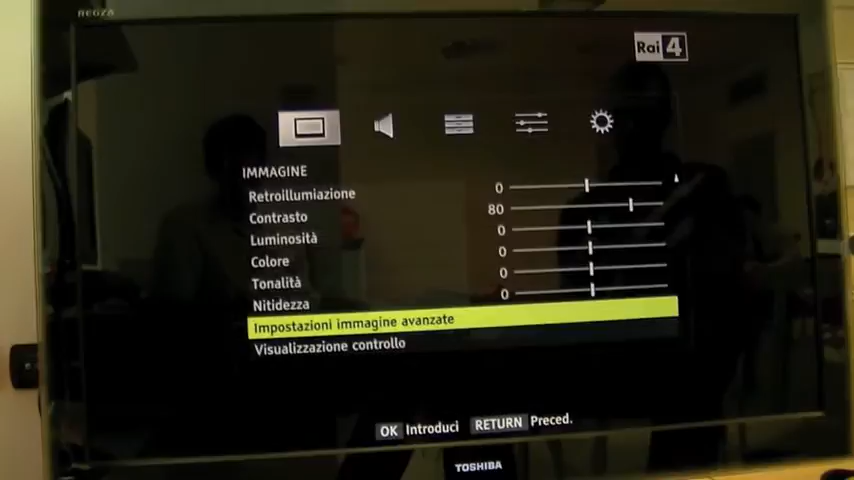 neoza
Rai 4
IMMAGINE
Retroilluminazione 0
Contrasto 80
Luminosità 0
Colore 0
Tonalità 0
Nitidezza 0
Impostazioni immagine avanzate
Visualizzazione controllo
OK Introduci RETURN Preced.
TOSHIBA